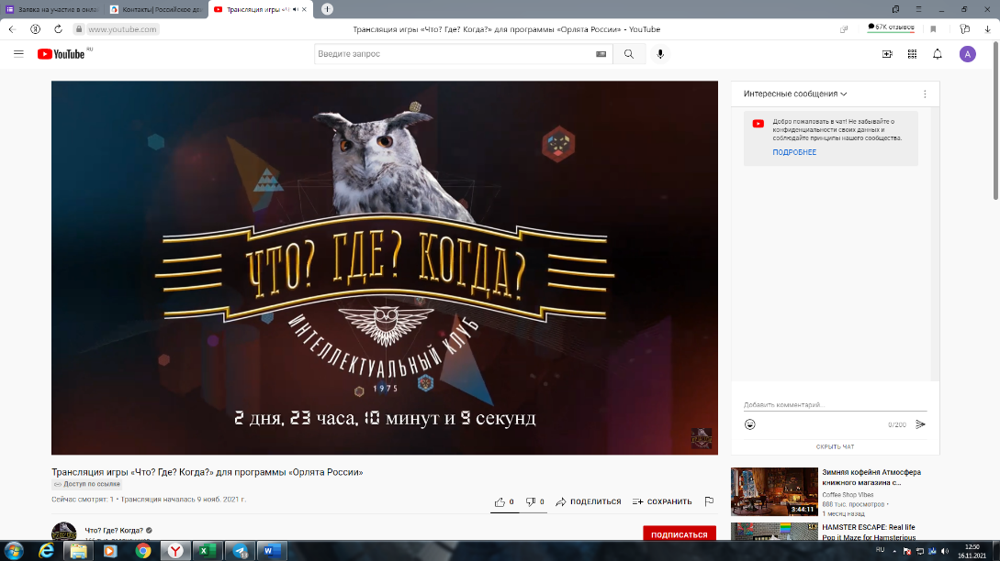 Заявка на участие в онлай
Контакты| Российское дви
Трансляция игры «Чт
www.youtube.com
Трансляция игры «Что? Где? Когда?» для программы «Орлята России» - YouTube
67К отзывов
YouTube RU
Введите запрос
A
Интересные сообщения
Добро пожаловать в чат! Не забывайте о
конфиденциальности своих данных и
соблюдайте принципы нашего сообщества.
ПОДРОБНЕЕ
ЧТО? ГДЕ? КОГДА?
ИНТЕЛЛЕКТУАЛЬНЫЙ КЛУБ
1975
2 дня, 23 часа, 10 минут и 9 секунд
Добавить комментарий...
0/200
СКРЫТЬ ЧАТ
Трансляция игры «Что? Где? Когда?» для программы «Орлята России»
Доступ по ссылке
Сейчас смотрят: 1 • Трансляция началась 9 нояб. 2021 г.
0
0
ПОДЕЛИТЬСЯ
СОХРАНИТЬ
Зимняя кофейня Атмосфера
книжного магазина с...
Coffee Shop Vibes
888 тыс. просмотров •
1 месяц назад
3:44:11
HAMSTER ESCAPE: Real life
Pop it Maze for Hamsterious
Что? Где? Когда?
ПОДПИСАТЬСЯ
RU
12:50
16.11.2021